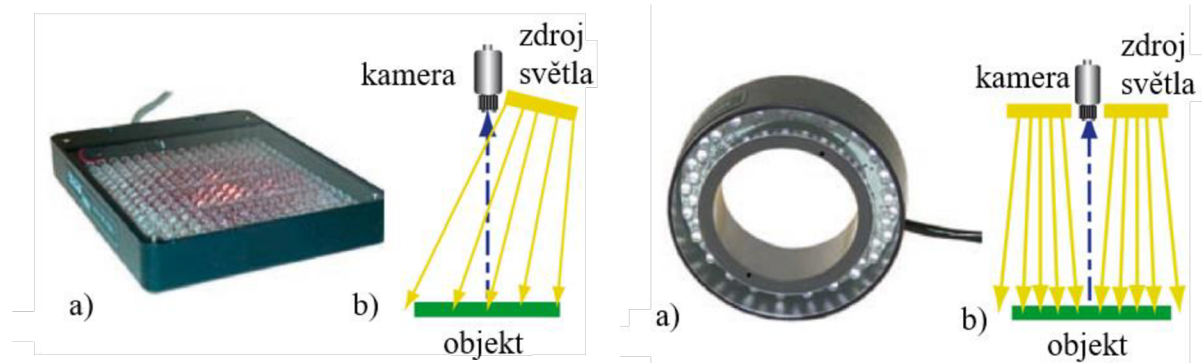 kamera
zdroj
světla
a)
b)
objekt
kamera
zdroj
světla
a)
b)
objekt